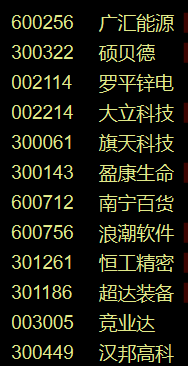 600256 广汇能源
300322 硕贝德
002114 罗平锌电
002214 大立科技
300061 旗天科技
300143 盈康生命
600712 南宁百货
600756 浪潮软件
301261 恒工精密
301186 超达装备
003005 竞业达
300449 汉邦高科